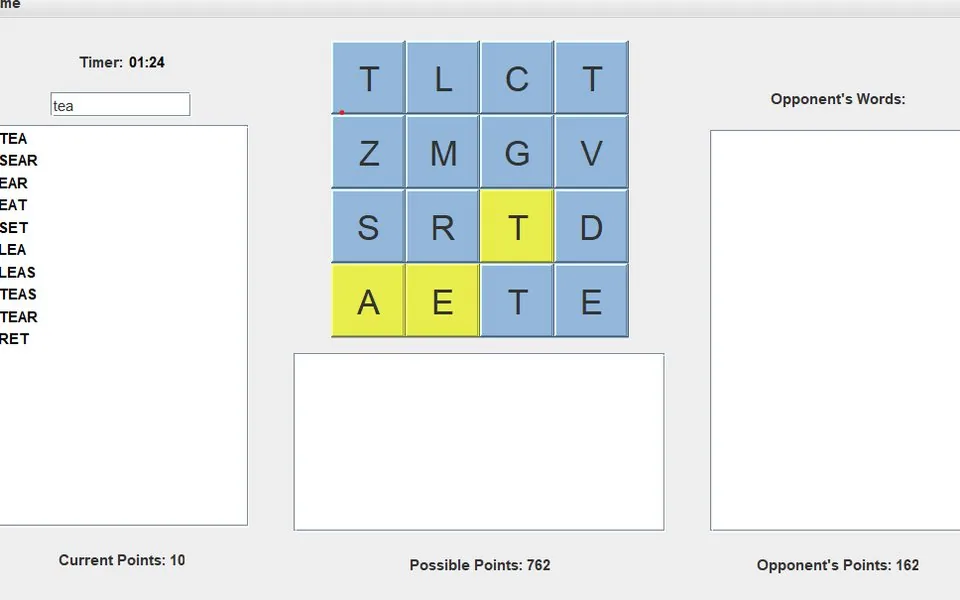 me
Timer: 01:24
tea
TEA
SEAR
EAR
EAT
SET
LEA
LEAS
TEAS
TEAR
RET
Current Points: 10
T L C T
Z M G V
S R T D
A E T E
Possible Points: 762
Opponent's Words:
Opponent's Points: 162